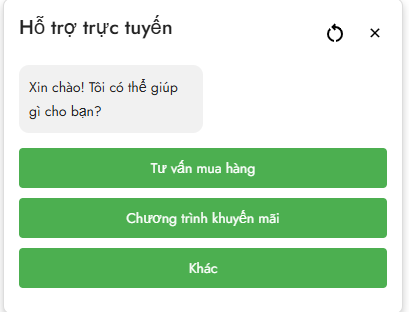 Hỗ trợ trực tuyến
Xin chào! Tôi có thể giúp
gì cho bạn?
Tư vấn mua hàng
Chương trình khuyến mãi
Khác